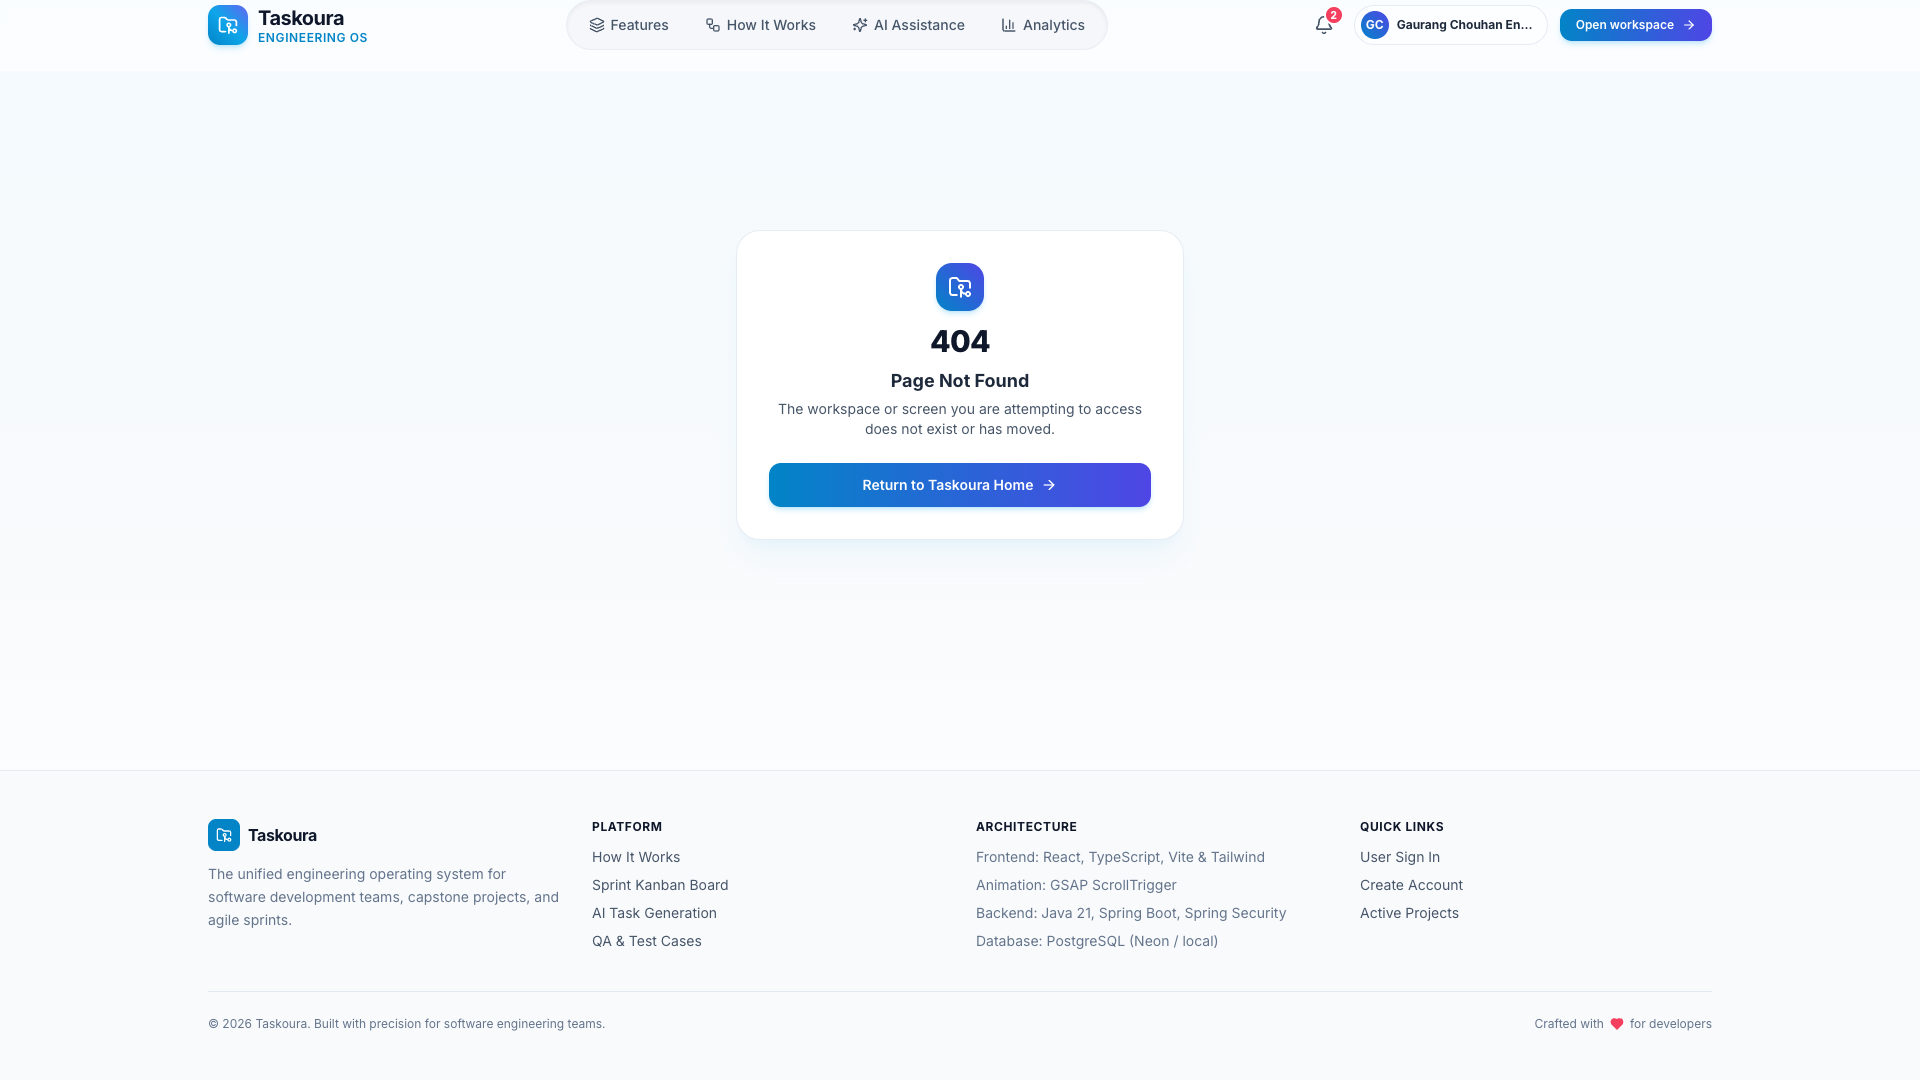 Taskoura
ENGINEERING OS
Features
How It Works
AI Assistance
Analytics
2
GC
Gaurang Chouhan En...
Open workspace
404
Page Not Found
The workspace or screen you are attempting to access
does not exist or has moved.
Return to Taskoura Home
Taskoura
The unified engineering operating system for
software development teams, capstone projects, and
agile sprints.
PLATFORM
How It Works
Sprint Kanban Board
AI Task Generation
QA & Test Cases
ARCHITECTURE
Frontend: React, TypeScript, Vite & Tailwind
Animation: GSAP ScrollTrigger
Backend: Java 21, Spring Boot, Spring Security
Database: PostgreSQL (Neon / local)
QUICK LINKS
User Sign In
Create Account
Active Projects
© 2026 Taskoura. Built with precision for software engineering teams.
Crafted with ❤ for developers